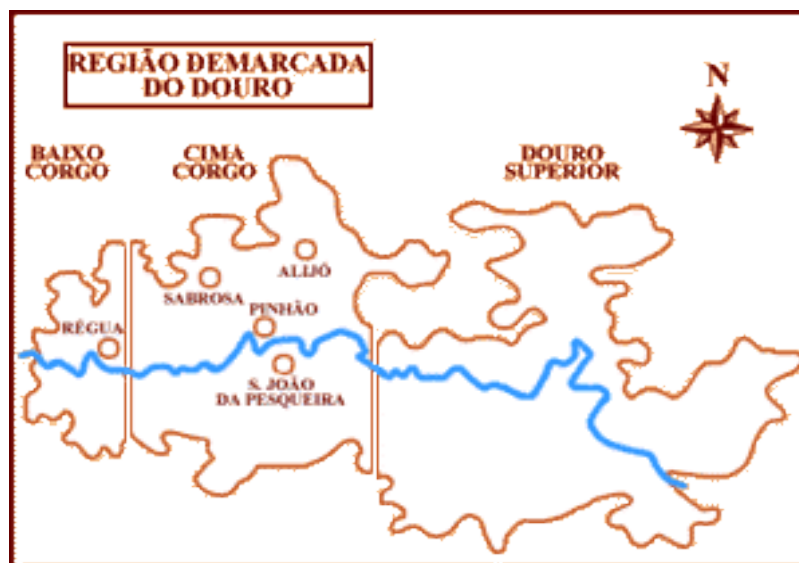 REGIÃO DEMARCADA
DO DOURO
N
BAIXO
CORGO
CIMA
CORGO
DOURO
SUPERIOR
ALIJÓ
SABROSA
PINHÃO
RÉGUA
S. JOÃO
DA PESQUEIRA